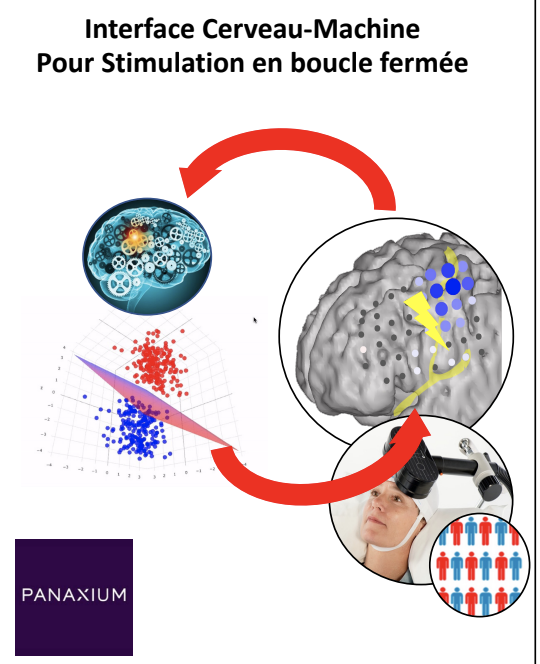 Interface Cerveau-Machine
Pour Stimulation en boucle fermée
PANAXIUM